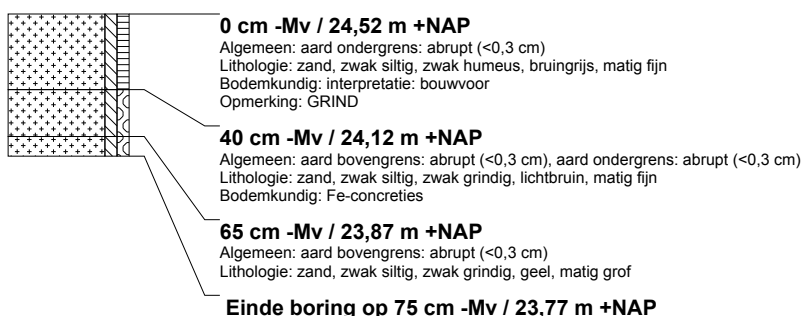 0 cm -Mv / 24,52 m +NAP
Algemeen: aard ondergrens: abrupt (<0,3 cm)
Lithologie: zand, zwak siltig, zwak humeus, bruingrijs, matig fijn
Bodemkundig: interpretatie: bouwvoor
Opmerking: GRIND
40 cm -Mv / 24,12 m +NAP
Algemeen: aard bovengrens: abrupt (<0,3 cm), aard ondergrens: abrupt (<0,3 cm)
Lithologie: zand, zwak siltig, zwak grindig, lichtbruin, matig fijn
Bodemkundig: Fe-concreties
65 cm -Mv / 23,87 m +NAP
Algemeen: aard bovengrens: abrupt (<0,3 cm)
Lithologie: zand, zwak siltig, zwak grindig, geel, matig grof
Einde boring op 75 cm -Mv / 23,77 m +NAP